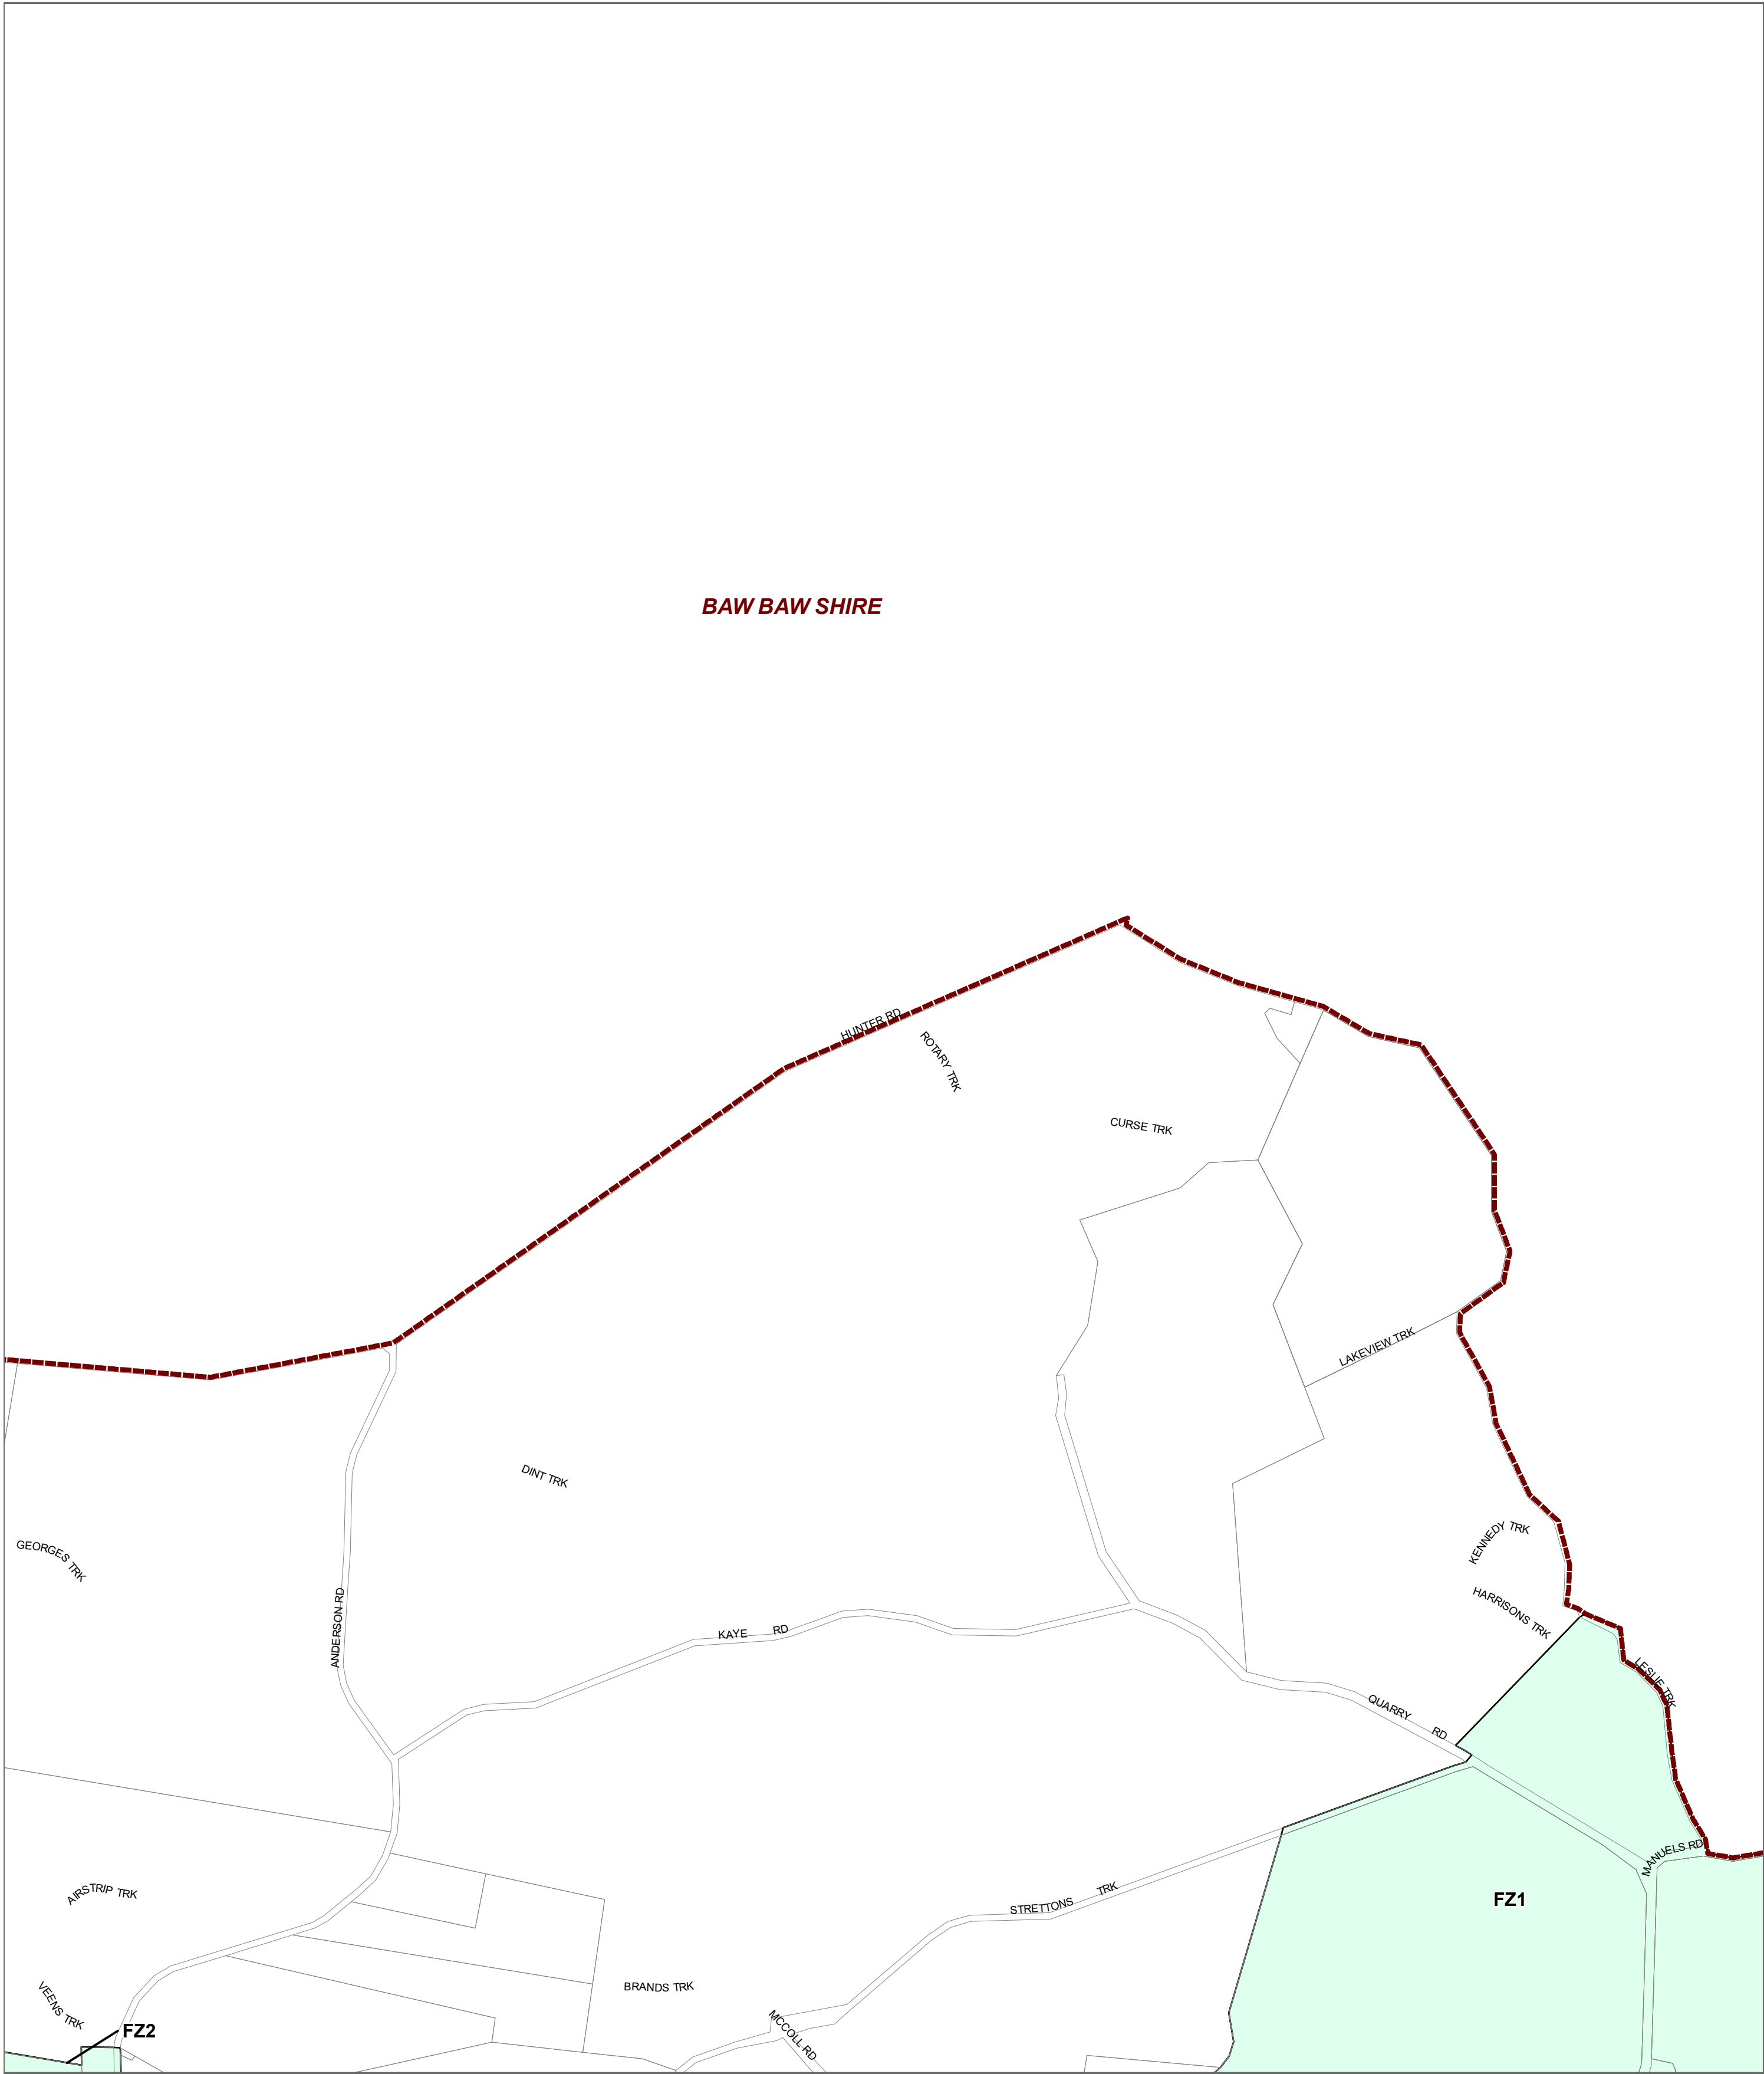 BAW BAW SHIRE
HUNTER RD
ROTARY TRK
CURSE TRK
LAKEVIEW TRK
DINT TRK
GEORGES TRK
KENNEDY TRK
ANDERSON RD
HARRISONS TRK
KAYE RD
LESLIE TRK
QUARRY RD
MANUELS RD
AIRSTRIP TRK
STRETTONS TRK
FZ1
BRANDS TRK
VEENS TRK
MCCOLL RD
FZ2